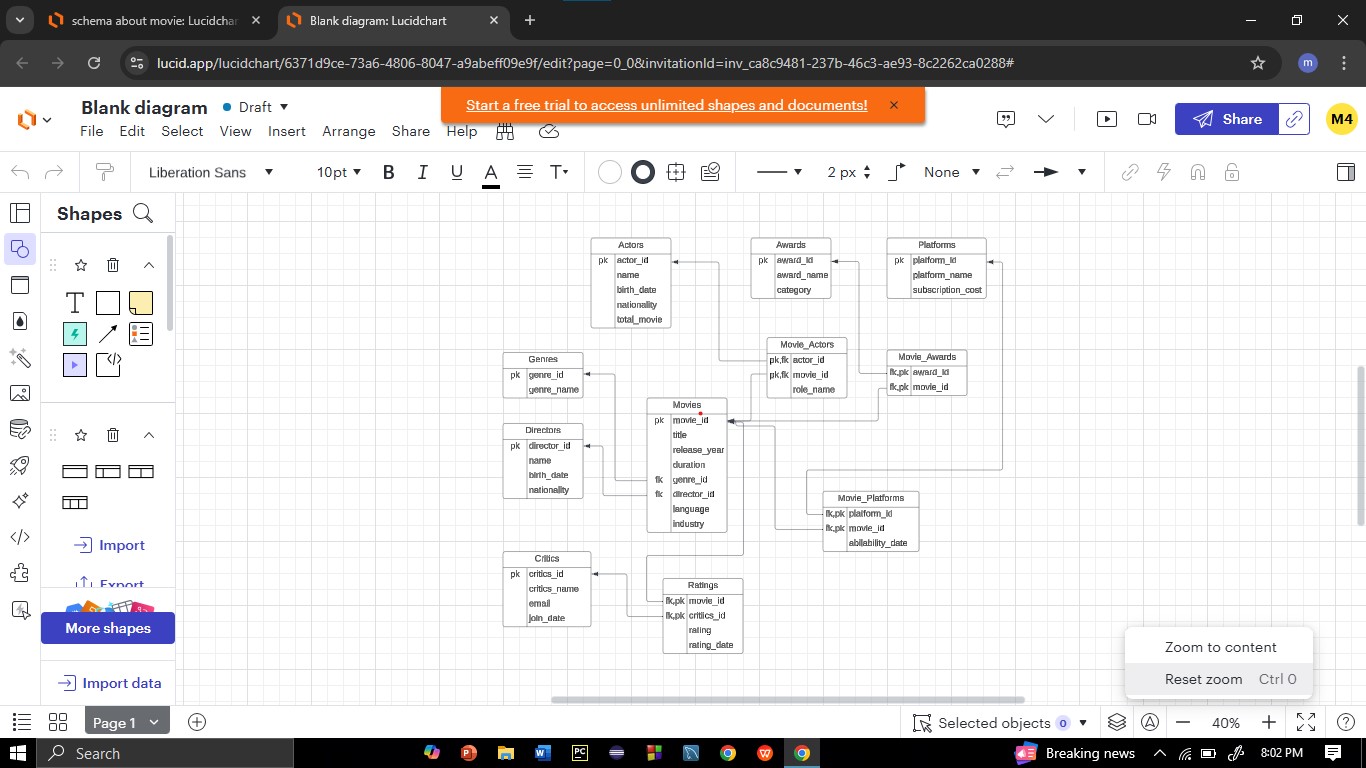 schema about movie: Lucidchar
Blank diagram: Lucidchart
lucid.app/lucidchart/6371d9ce-73a6-4806-8047-a9abeff09e9f/edit?page=0_0&invitationId=inv_ca8c9481-237b-46c3-ae93-8c2262ca0288#
m
Blank diagram
Draft
Start a free trial to access unlimited shapes and documents!
File Edit Select View Insert Arrange Share Help
Share
M4
Liberation Sans
10pt
B I U A T
2 px
None
Shapes
T
Import
Export
More shapes
Import data
Actors
pk actor_id
name
birth_date
nationality
total_movie
Awards
pk award_id
award_name
category
Platforms
pk platform_id
platform_name
subscription_cost
Movie_Actors
pk,fk actor_id
pk,fk movie_id
role_name
Movie_Awards
fk,pk award_id
fk,pk movie_id
Genres
pk genre_id
genre_name
Movies
pk movie_id
title
release_year
duration
fk genre_id
fk director_id
language
industry
Directors
pk director_id
name
birth_date
nationality
Movie_Platforms
fk,pk platform_id
fk,pk movie_id
abilability_date
Critics
pk critics_id
critics_name
email
join_date
Ratings
fk,pk movie_id
fk,pk critiics_id
rating
rating_date
Zoom to content
Reset zoom Ctrl 0
Page 1
Selected objects 0
40%
Search
Breaking news
8:02 PM